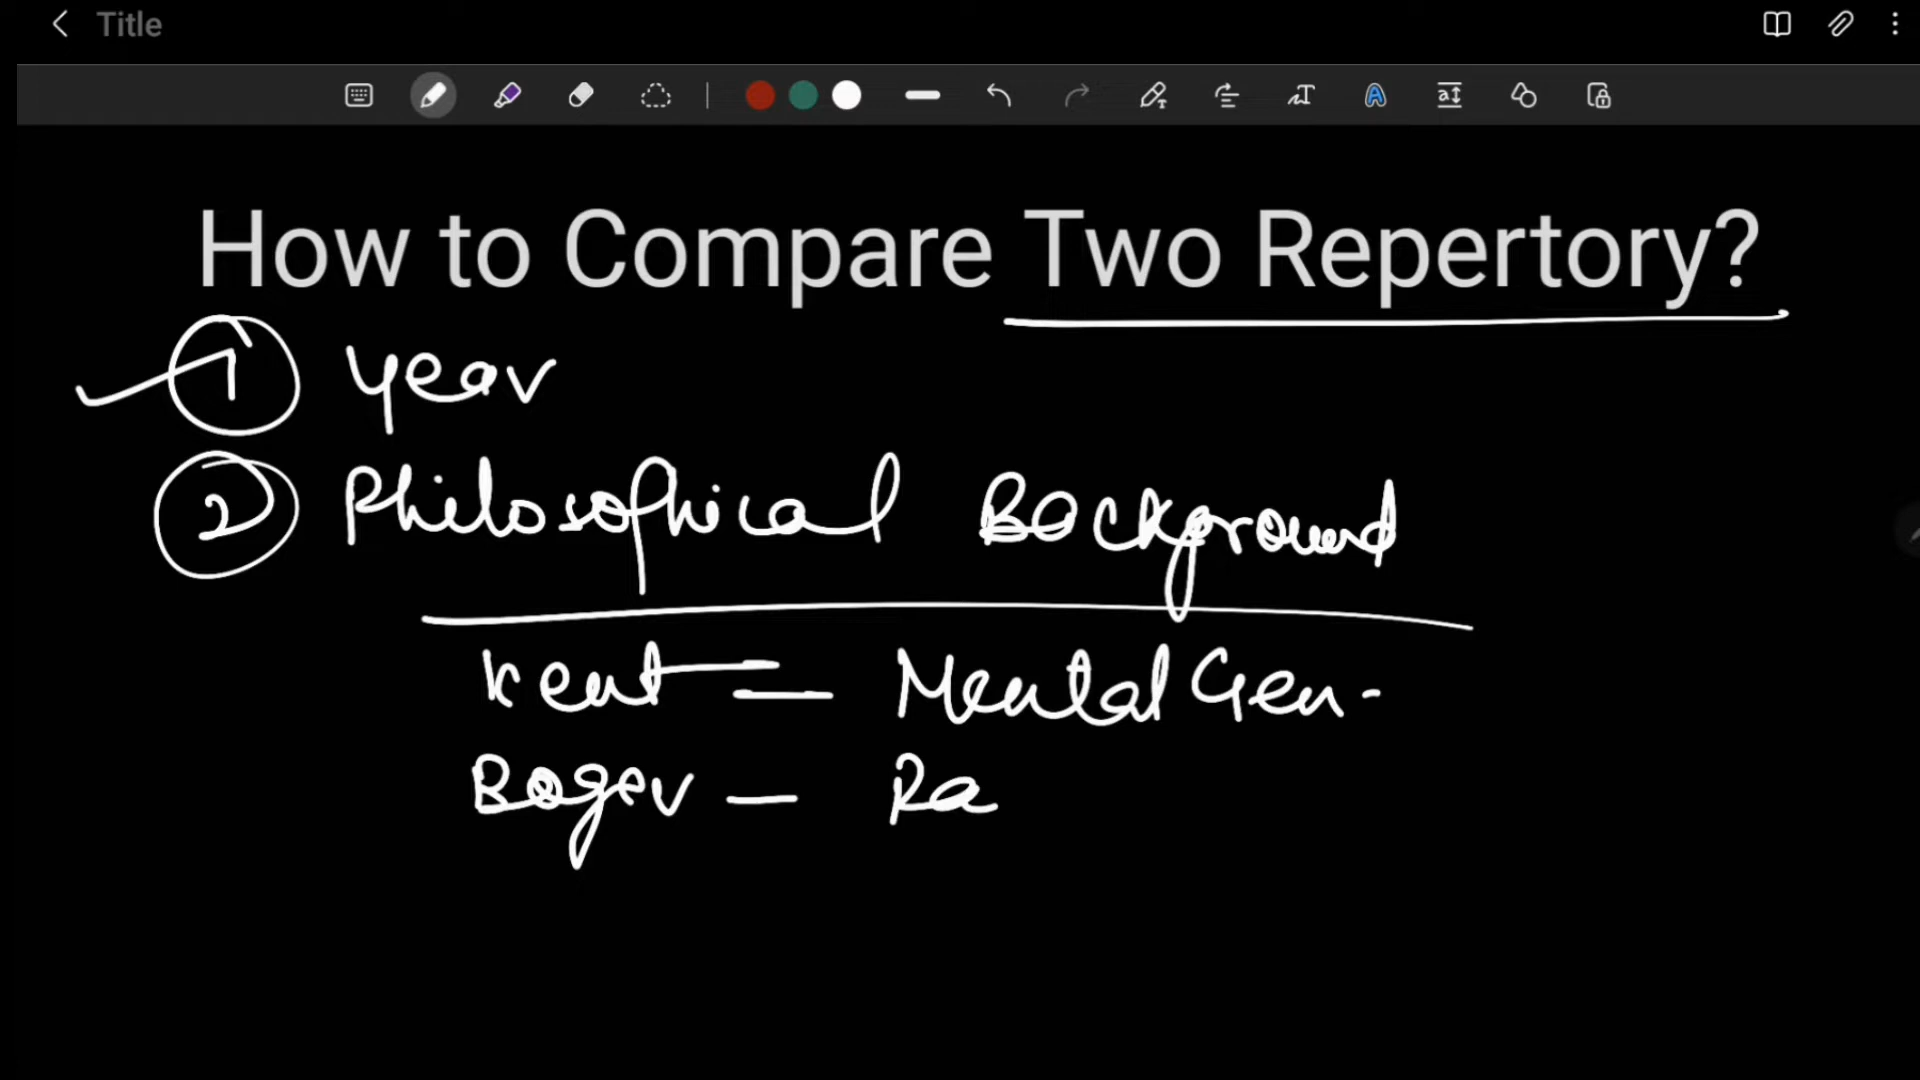 Title
How to Compare Two Repertory?
1 year
2 Philosophical Background
Kent = Mental Gen.
Boger - Pa